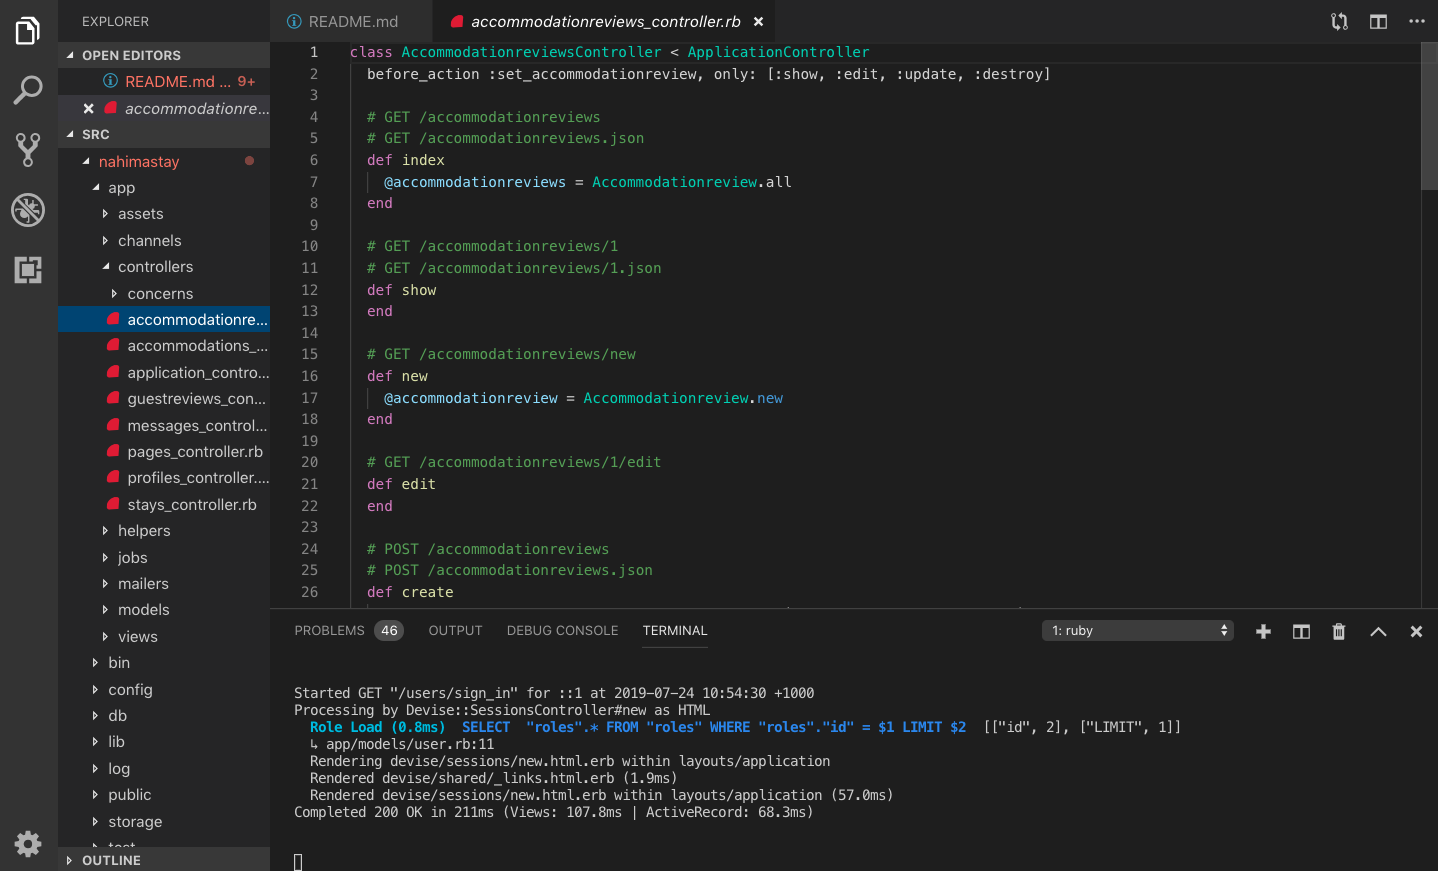 EXPLORER
OPEN EDITORS
README.md ... 9+
accommodationre...
SRC
nahimastay
app
assets
channels
controllers
concerns
accommodationre...
accommodations_...
application_contro...
guestreviews_con...
messages_control...
pages_controller.rb
profiles_controller....
stays_controller.rb
helpers
jobs
mailers
models
views
bin
config
db
lib
log
public
storage
test
OUTLINE
README.md
accommodationreviews_controller.rb
1 class AccommodationreviewsController < ApplicationController
2 before_action :set_accommodationreview, only: [:show, :edit, :update, :destroy]
3
4 # GET /accommodationreviews
5 # GET /accommodationreviews.json
6 def index
7 @accommodationreviews = Accommodationreview.all
8 end
9
10 # GET /accommodationreviews/1
11 # GET /accommodationreviews/1.json
12 def show
13 end
14
15 # GET /accommodationreviews/new
16 def new
17 @accommodationreview = Accommodationreview.new
18 end
19
20 # GET /accommodationreviews/1/edit
21 def edit
22 end
23
24 # POST /accommodationreviews
25 # POST /accommodationreviews.json
26 def create
PROBLEMS 46 OUTPUT DEBUG CONSOLE TERMINAL 1: ruby
Started GET "/users/sign_in" for ::1 at 2019-07-24 10:54:30 +1000
Processing by Devise::SessionsController#new as HTML
Role Load (0.8ms) SELECT "roles".* FROM "roles" WHERE "roles"."id" = $1 LIMIT $2 [["id", 2], ["LIMIT", 1]]
↳ app/models/user.rb:11
Rendering devise/sessions/new.html.erb within layouts/application
Rendered devise/shared/_links.html.erb (1.9ms)
Rendered devise/sessions/new.html.erb within layouts/application (57.0ms)
Completed 200 OK in 211ms (Views: 107.8ms | ActiveRecord: 68.3ms)